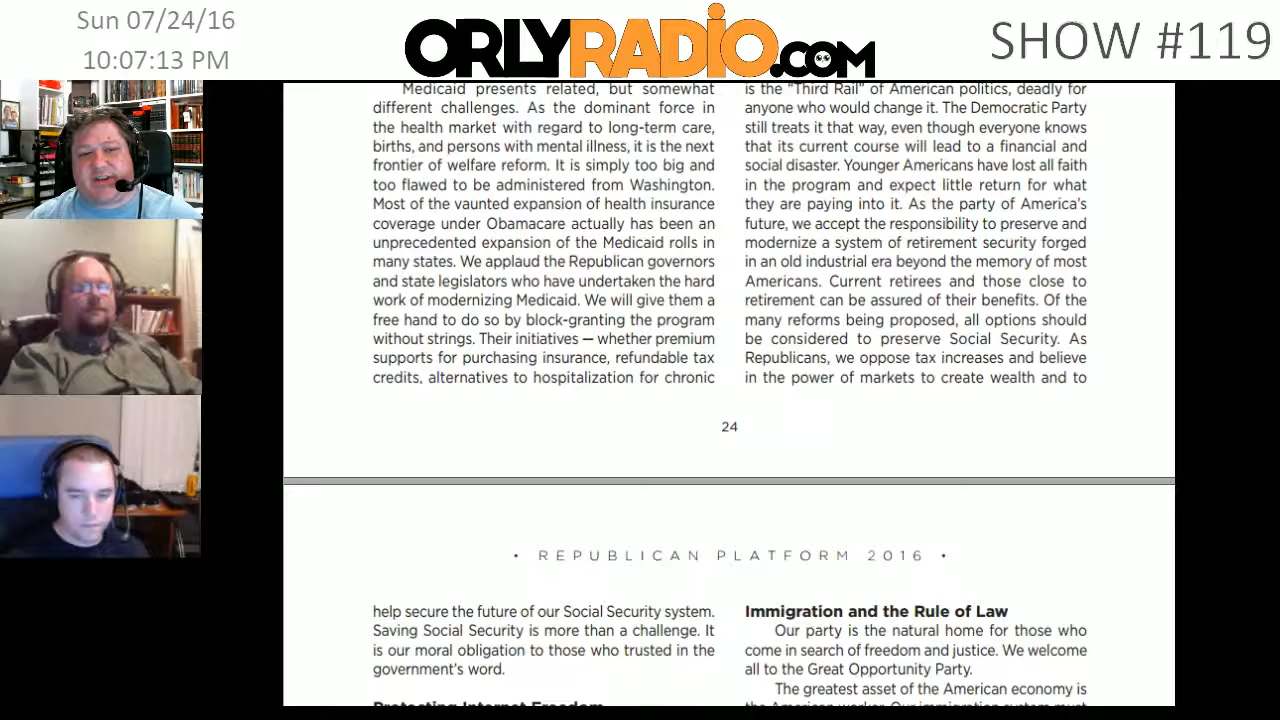 Sun 07/24/16
10:07:13 PM
ORLYRADIO.COM
SHOW #119
Medicaid presents related, but somewhat
different challenges. As the dominant force in
the health market with regard to long-term care,
births, and persons with mental illness, it is the next
frontier of welfare reform. It is simply too big and
too flawed to be administered from Washington.
Most of the vaunted expansion of health insurance
coverage under Obamacare actually has been an
unprecedented expansion of the Medicaid rolls in
many states. We applaud the Republican governors
and state legislators who have undertaken the hard
work of modernizing Medicaid. We will give them a
free hand to do so by block-granting the program
without strings. Their initiatives — whether premium
supports for purchasing insurance, refundable tax
credits, alternatives to hospitalization for chronic
is the "Third Rail" of American politics, deadly for
anyone who would change it. The Democratic Party
still treats it that way, even though everyone knows
that its current course will lead to a financial and
social disaster. Younger Americans have lost all faith
in the program and expect little return for what
they are paying into it. As the party of America's
future, we accept the responsibility to preserve and
modernize a system of retirement security forged
in an old industrial era beyond the memory of most
Americans. Current retirees and those close to
retirement can be assured of their benefits. Of the
many reforms being proposed, all options should
be considered to preserve Social Security. As
Republicans, we oppose tax increases and believe
in the power of markets to create wealth and to
24
• REPUBLICAN PLATFORM 2016 •
help secure the future of our Social Security system.
Saving Social Security is more than a challenge. It
is our moral obligation to those who trusted in the
government's word.
Protecting Internet Freedom
Immigration and the Rule of Law
Our party is the natural home for those who
come in search of freedom and justice. We welcome
all to the Great Opportunity Party.
The greatest asset of the American economy is
the American worker. Our immigration system must